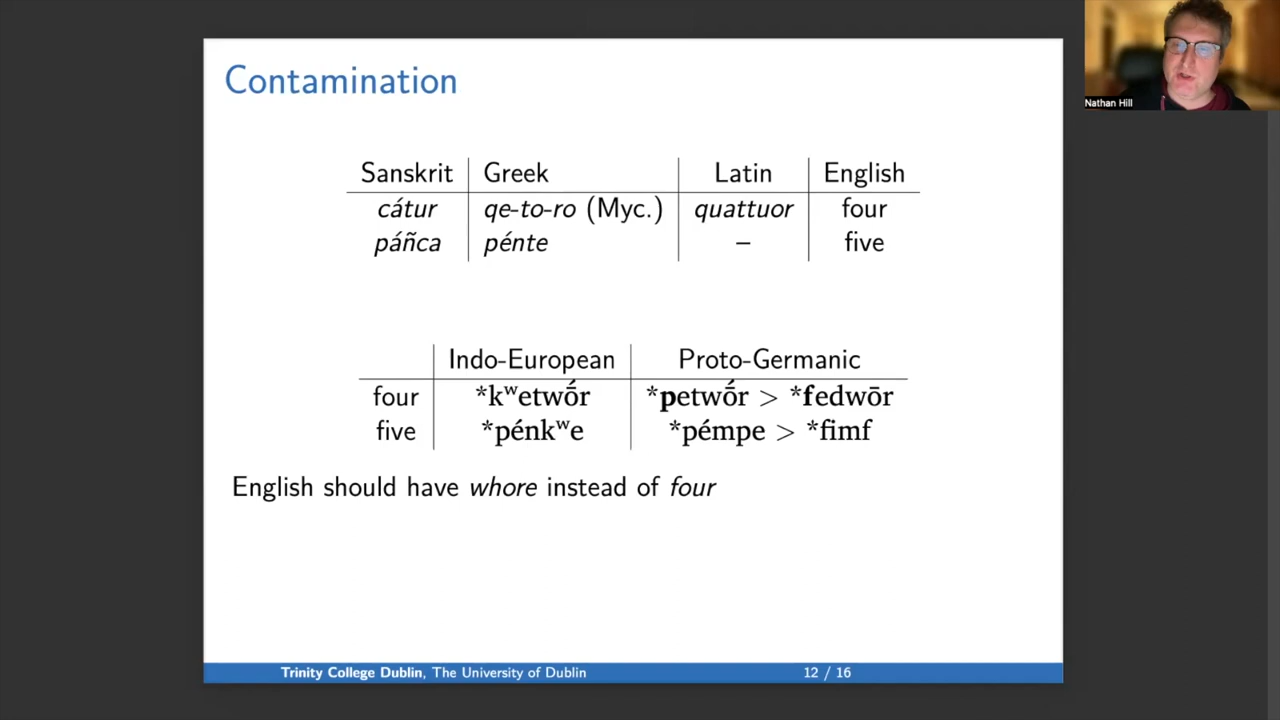 Contamination
Nathan Hill
Sanskrit Greek Latin English
cátur qe-to-ro (Myc.) quattuor four
páñca pénte – five
Indo-European Proto-Germanic
four *kʷetwṓr *petwṓr > *fedwōr
five *pénkʷe *pémpe > *fimf
English should have whore instead of four
Trinity College Dublin, The University of Dublin 12 / 16